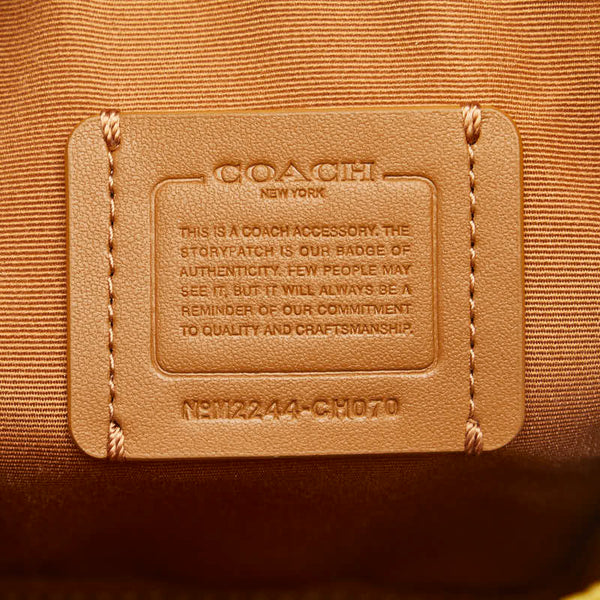 COACH
NEW YORK
THIS IS A COACH ACCESSORY. THE
STORYPATCH IS OUR BADGE OF
AUTHENTICITY. FEW PEOPLE MAY
SEE IT, BUT IT WILL ALWAYS BE A
REMINDER OF OUR COMMITMENT
TO QUALITY AND CRAFTSMANSHIP.
NoM2244-CH070